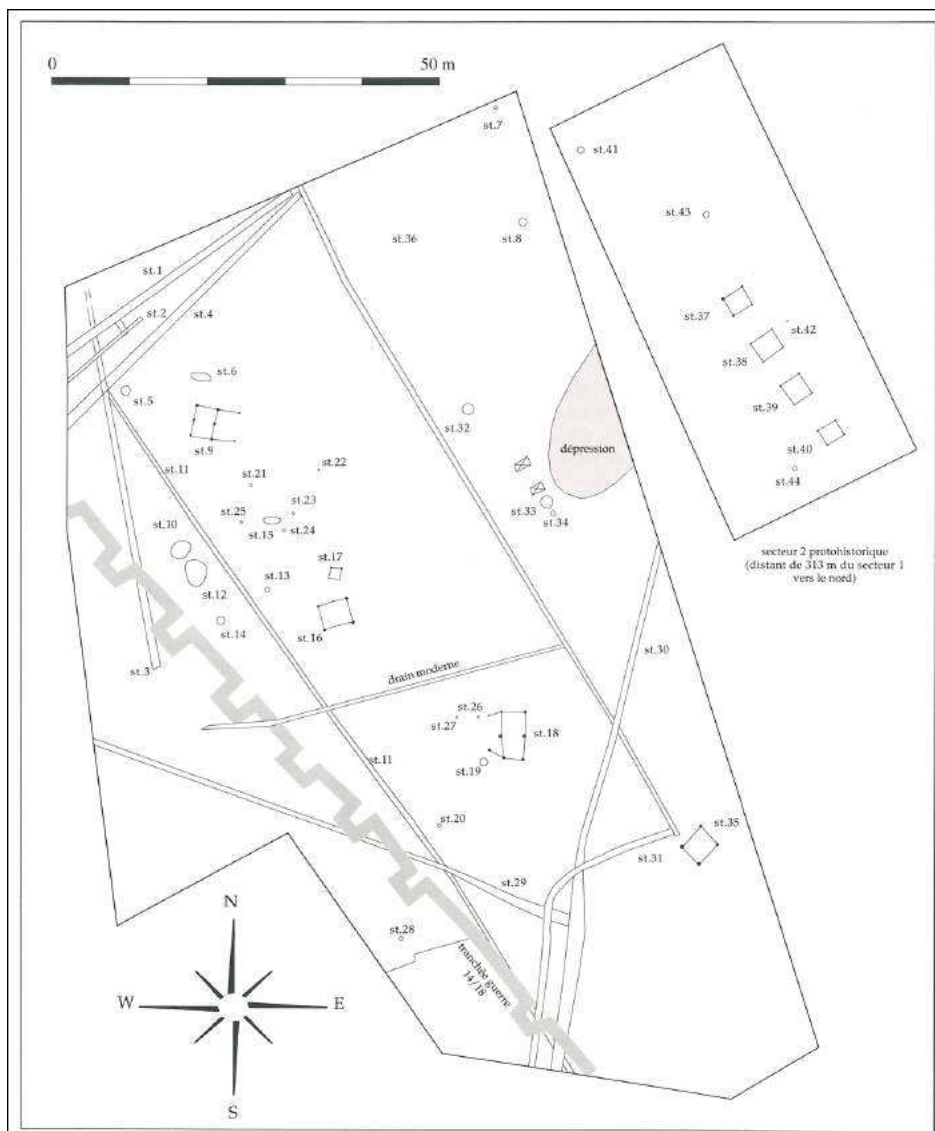 0 50 m
st.7
st.41
st.43
st.36
st.8
st.1
st.2
st.4
st.37
st.42
st.38
st.6
st.5
st.39
st.32
st.9
st.40
dépression
st.11
st.22
st.44
st.21
st.23
st.25
st.15
st.24
st.33
st.34
st.10
secteur 2 protohistorique
(distant de 313 m du secteur 1
vers le nord)
st.17
st.13
st.12
st.14
st.16
st.30
st.3
drain moderne
st.26
st.27
st.18
st.11
st.19
st.20
st.35
st.31
st.29
N
st.28
tranchée guerre
14/18
W E
S